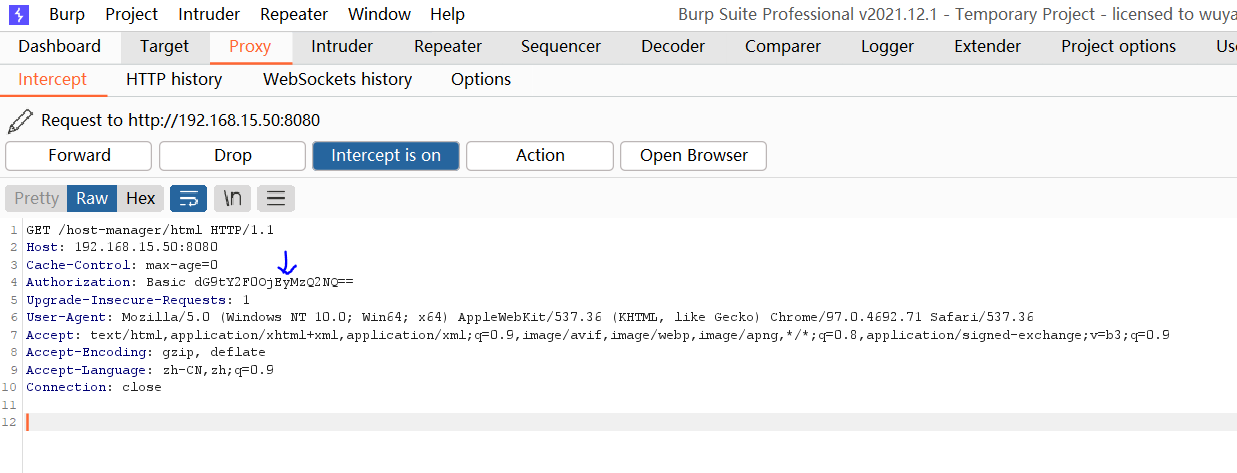 Burp Project Intruder Repeater Window Help Burp Suite Professional v2021.12.1 - Temporary Project - licensed to wuya
Dashboard Target Proxy Intruder Repeater Sequencer Decoder Comparer Logger Extender Project options Us
Intercept HTTP history WebSockets history Options
Request to http://192.168.15.50:8080
Forward Drop Intercept is on Action Open Browser
Pretty Raw Hex \n
1 GET /host-manager/html HTTP/1.1
2 Host: 192.168.15.50:8080
3 Cache-Control: max-age=0
4 Authorization: Basic dG9tY2F0OjEyMzQ2NQ==
5 Upgrade-Insecure-Requests: 1
6 User-Agent: Mozilla/5.0 (Windows NT 10.0; Win64; x64) AppleWebKit/537.36 (KHTML, like Gecko) Chrome/97.0.4692.71 Safari/537.36
7 Accept: text/html,application/xhtml+xml,application/xml;q=0.9,image/avif,image/webp,image/apng,*/*;q=0.8,application/signed-exchange;v=b3;q=0.9
8 Accept-Encoding: gzip, deflate
9 Accept-Language: zh-CN,zh;q=0.9
10 Connection: close
11
12